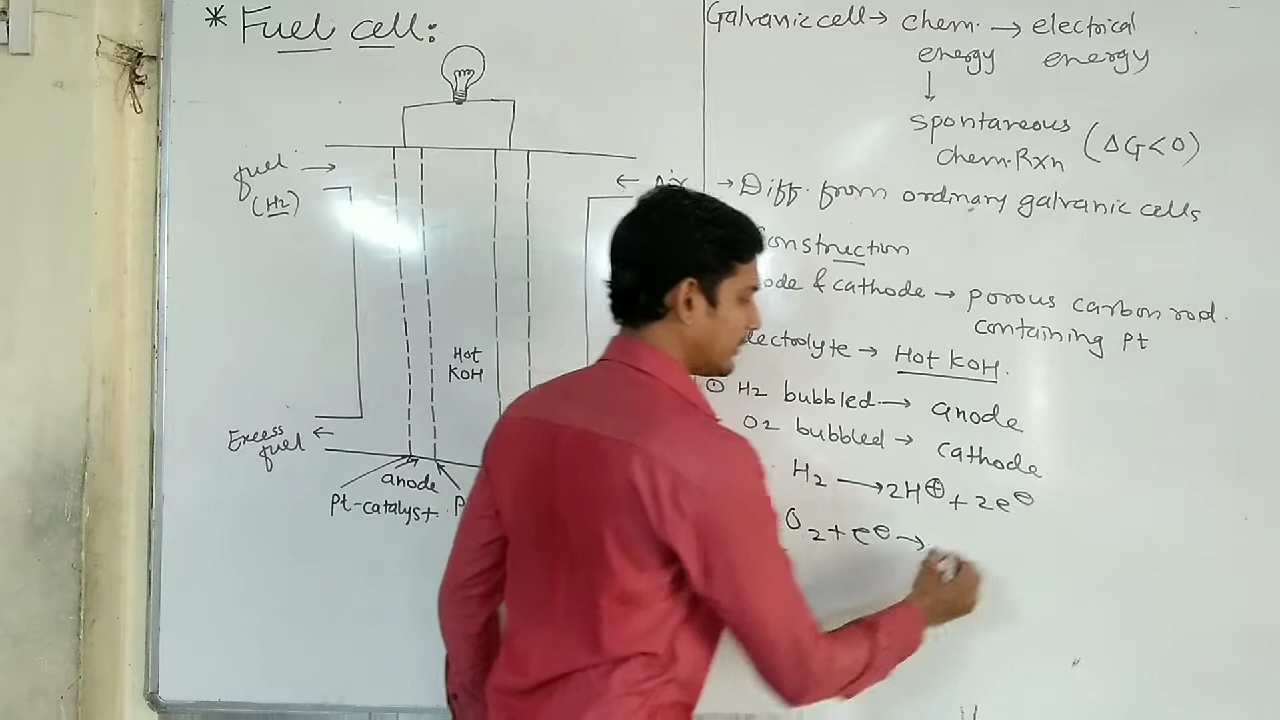 * Fuel cell:
fuel →
(H2)
← Air
Hot
KOH
Excess ←
fuel
anode
Pt-catalyst
Galvanic cell → chem. → electrical
energy energy
↓
spontaneous (ΔG<0)
chem. Rxn
→ Diff. from ordinary galvanic cells
onstruction
ode & cathode → porous carbon rod.
containing Pt
lectrolyte → Hot KOH.
① H2 bubbled → anode
O2 bubbled → cathode
H2 → 2H⊕ + 2e⊖
O2 + e⊖ →